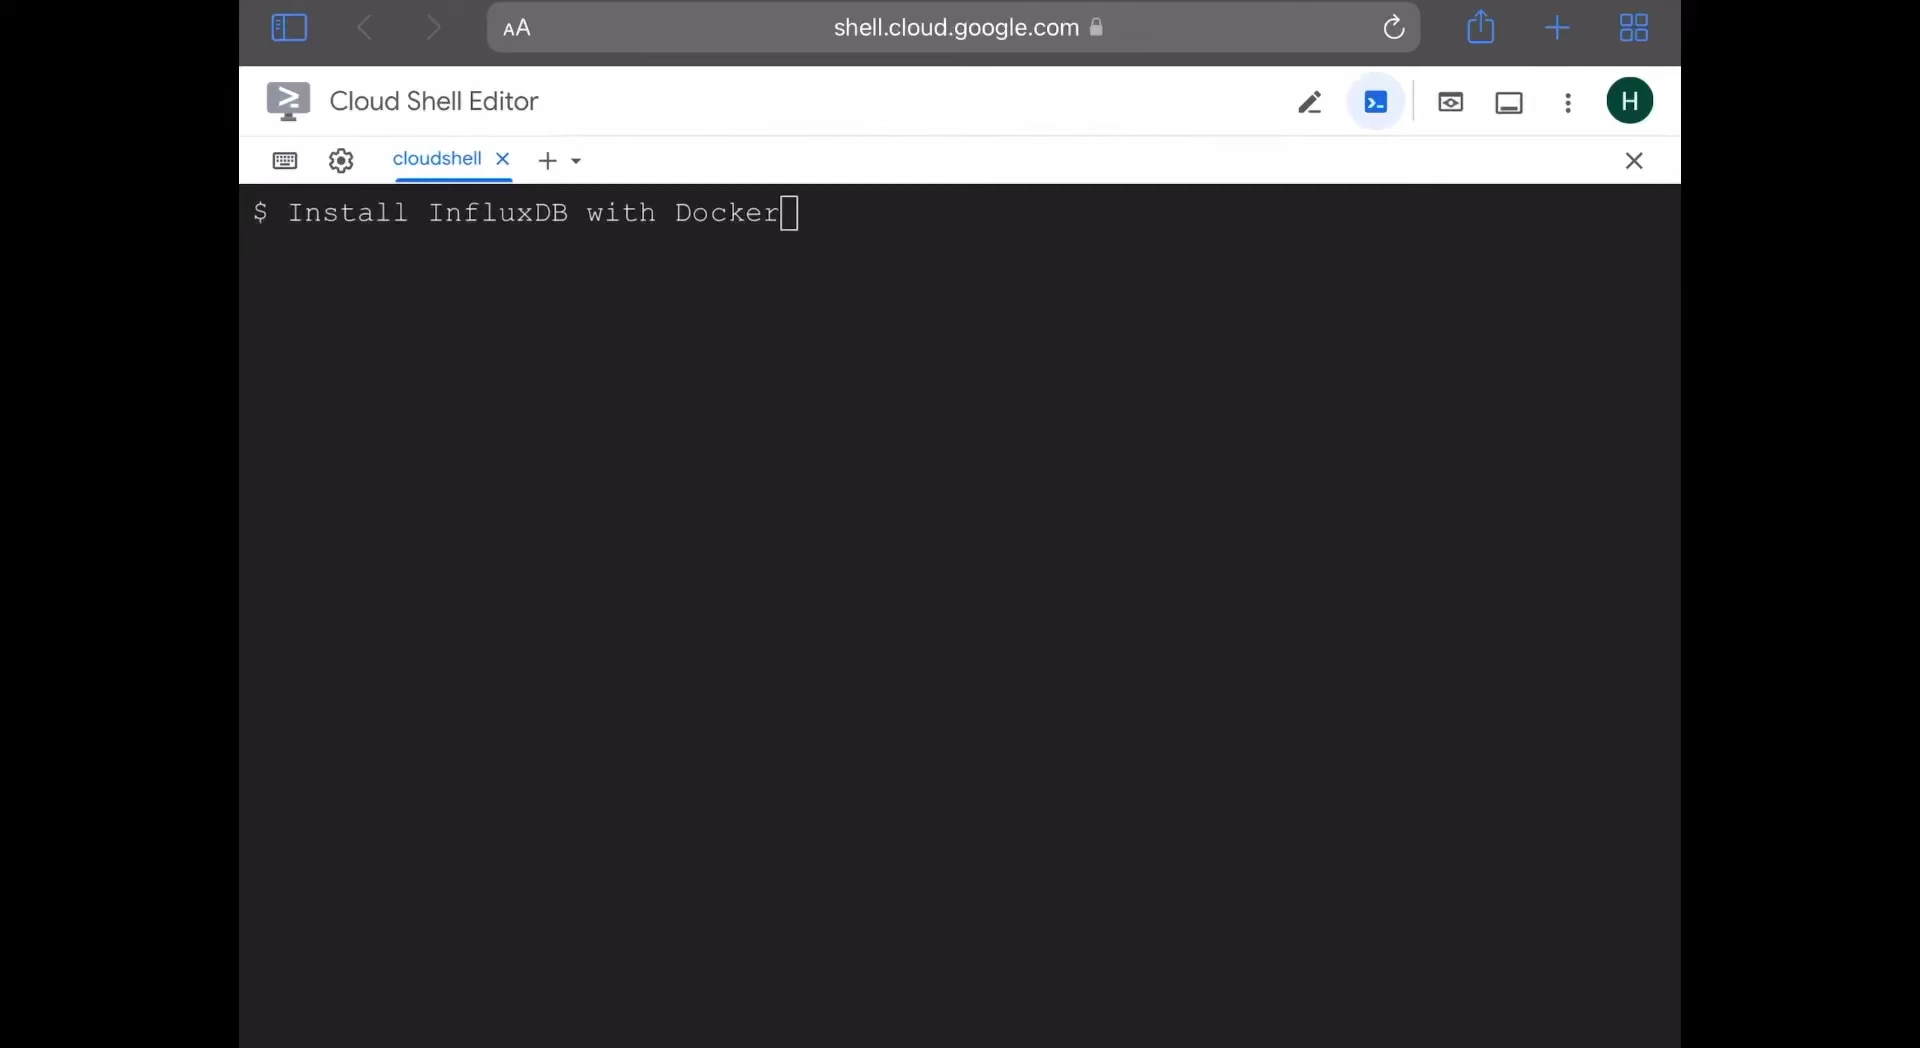 AA
shell.cloud.google.com
Cloud Shell Editor
H
cloudshell
$ Install InfluxDB with Docker